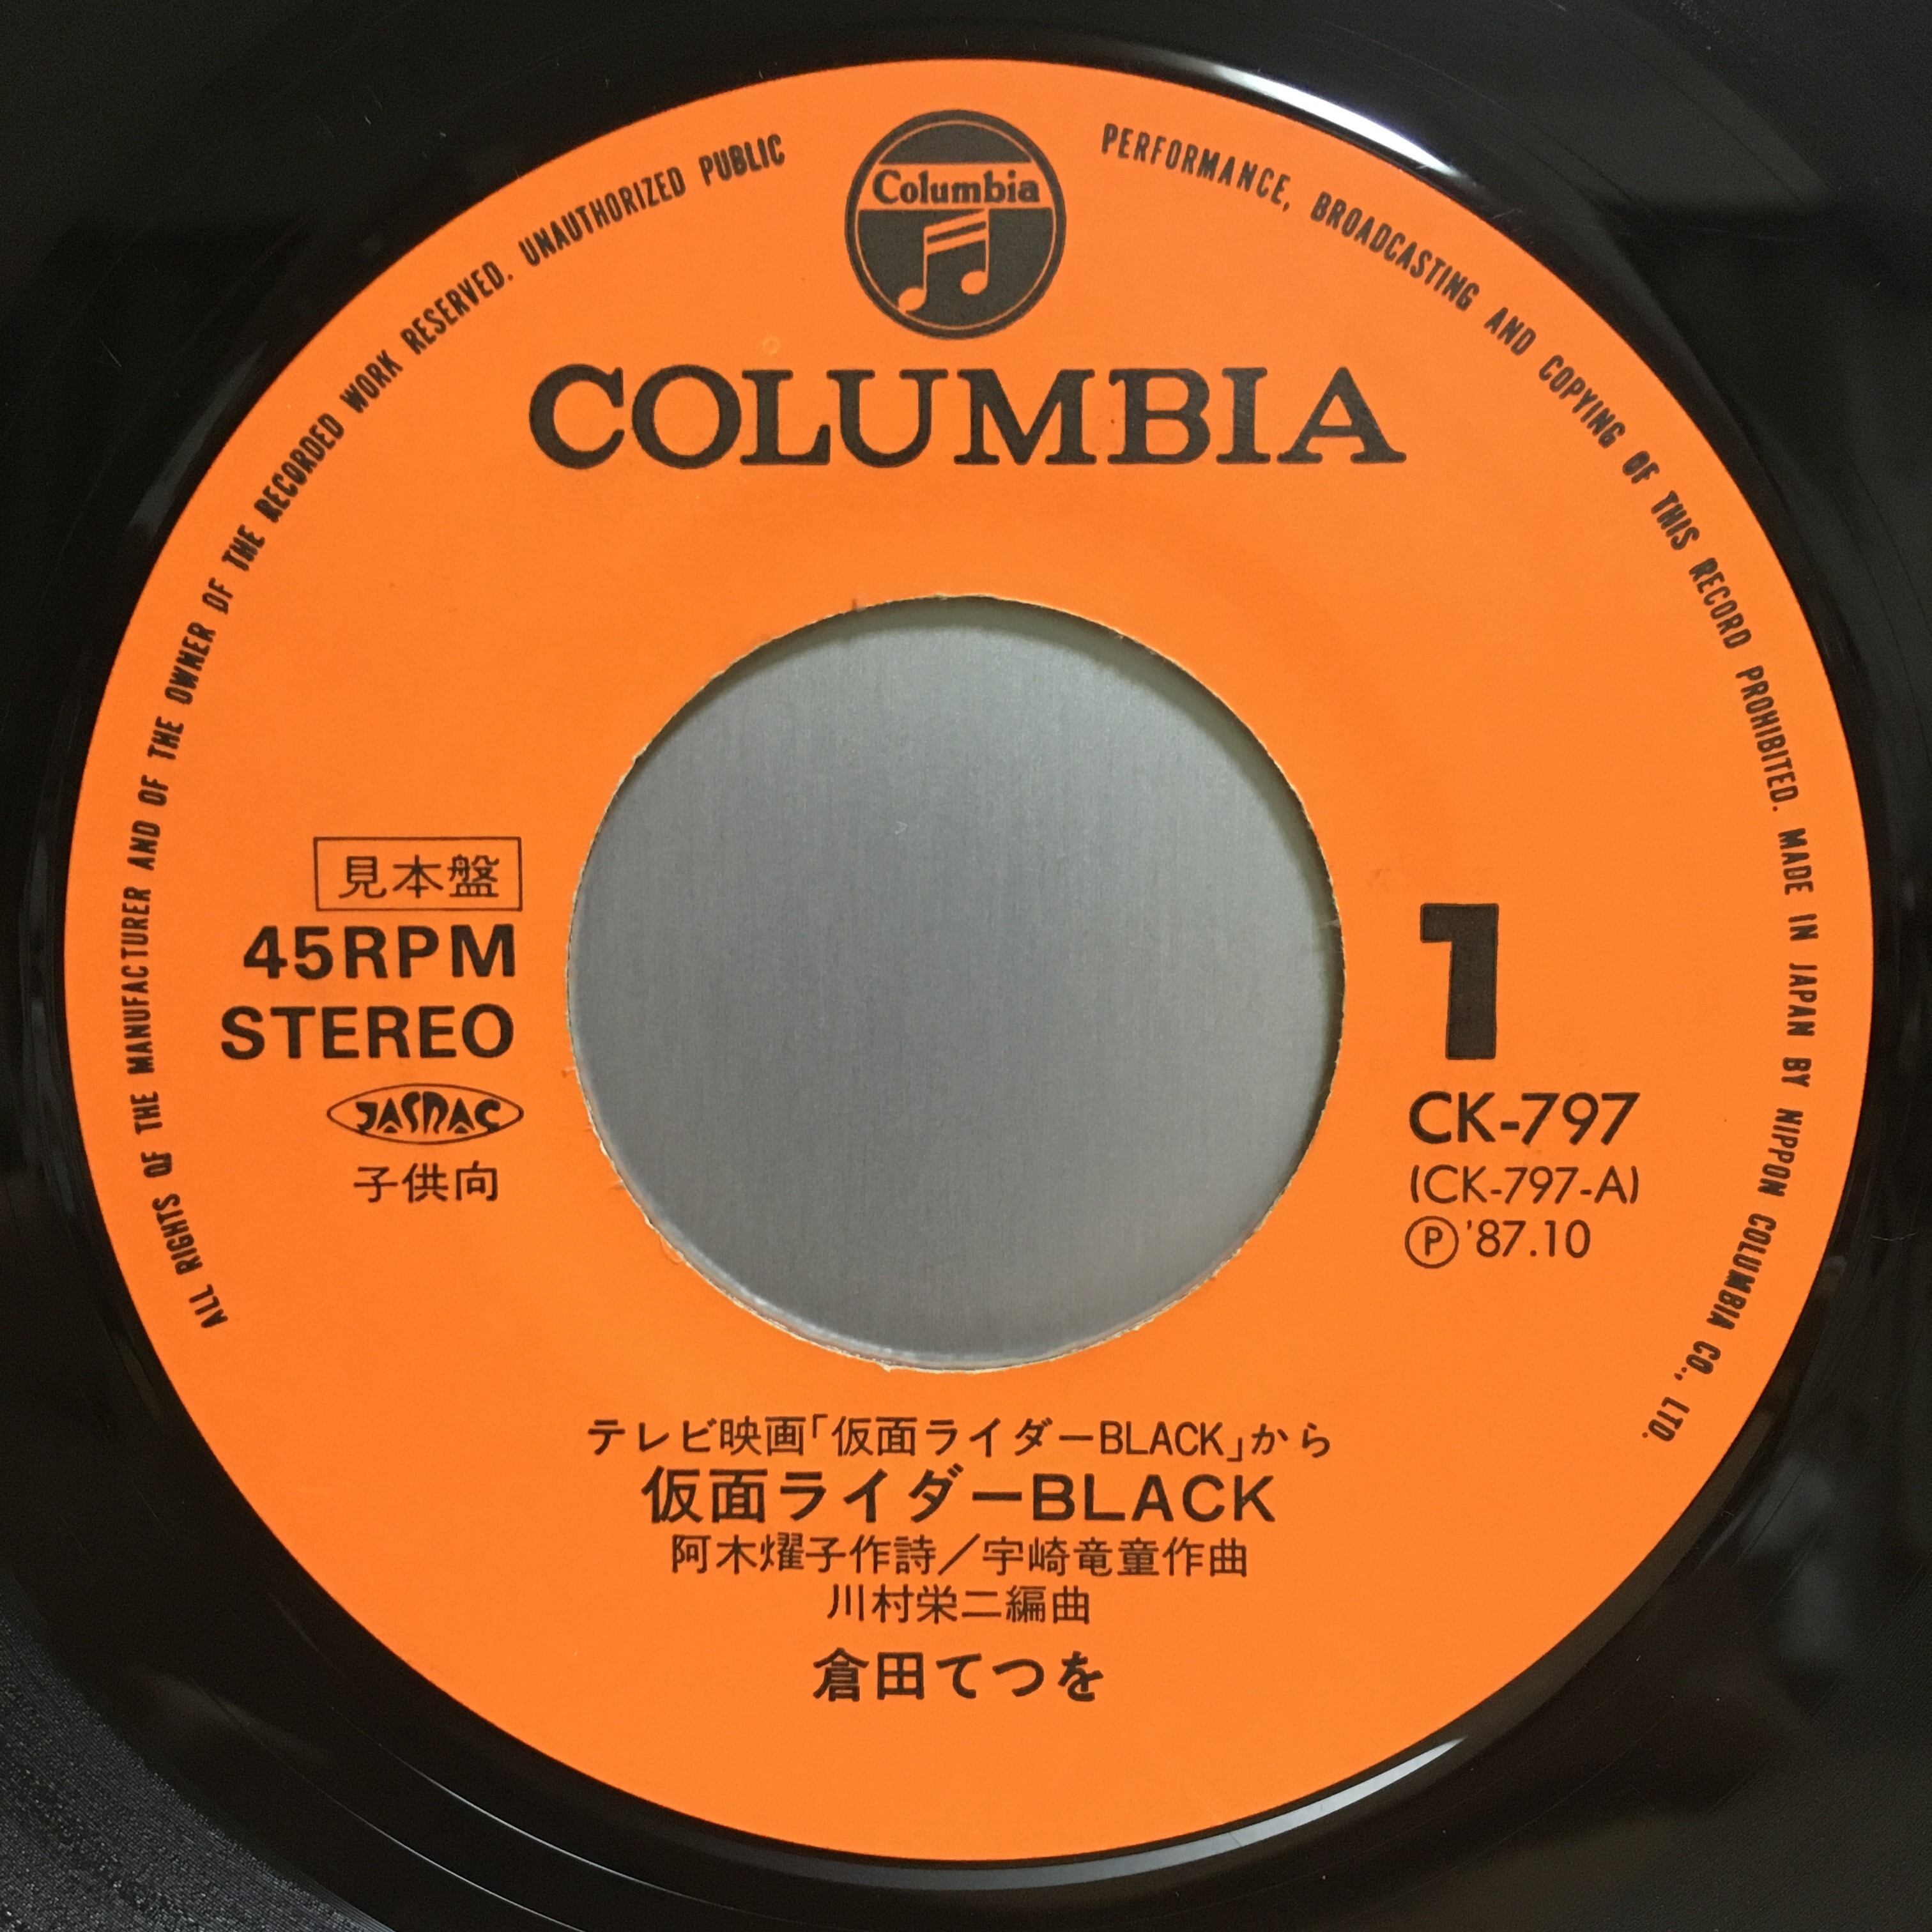 ALL RIGHTS OF THE MANUFACTURER AND OF THE OWNER OF THE RECORDED WORK RESERVED. UNAUTHORIZED PUBLIC PERFORMANCE, BROADCASTING AND COPYING OF THIS RECORD PROHIBITED. MADE IN JAPAN BY NIPPON COLUMBIA CO., LTD.
Columbia
COLUMBIA
見本盤
45RPM
STEREO
JASRAC
子供向
1
CK-797
(CK-797-A)
Ⓟ'87.10
テレビ映画「仮面ライダーBLACK」から
仮面ライダーBLACK
阿木燿子作詩／宇崎竜童作曲
川村栄二編曲
倉田てつを